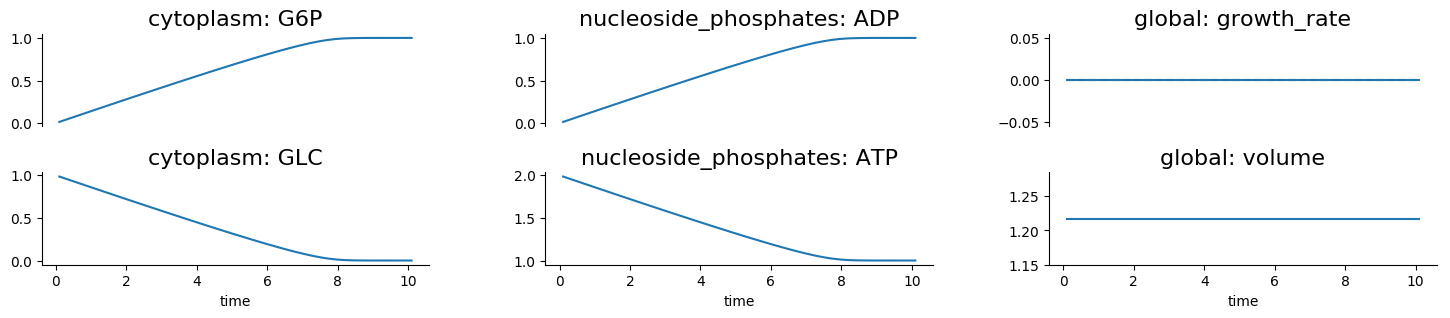 cytoplasm: G6P
1.0
0.5
0.0
nucleoside_phosphates: ADP
1.0
0.5
0.0
global: growth_rate
0.05
0.00
−0.05
cytoplasm: GLC
1.0
0.5
0.0
0 2 4 6 8 10
time
nucleoside_phosphates: ATP
2.0
1.5
1.0
0 2 4 6 8 10
time
global: volume
1.25
1.20
1.15
0 2 4 6 8 10
time